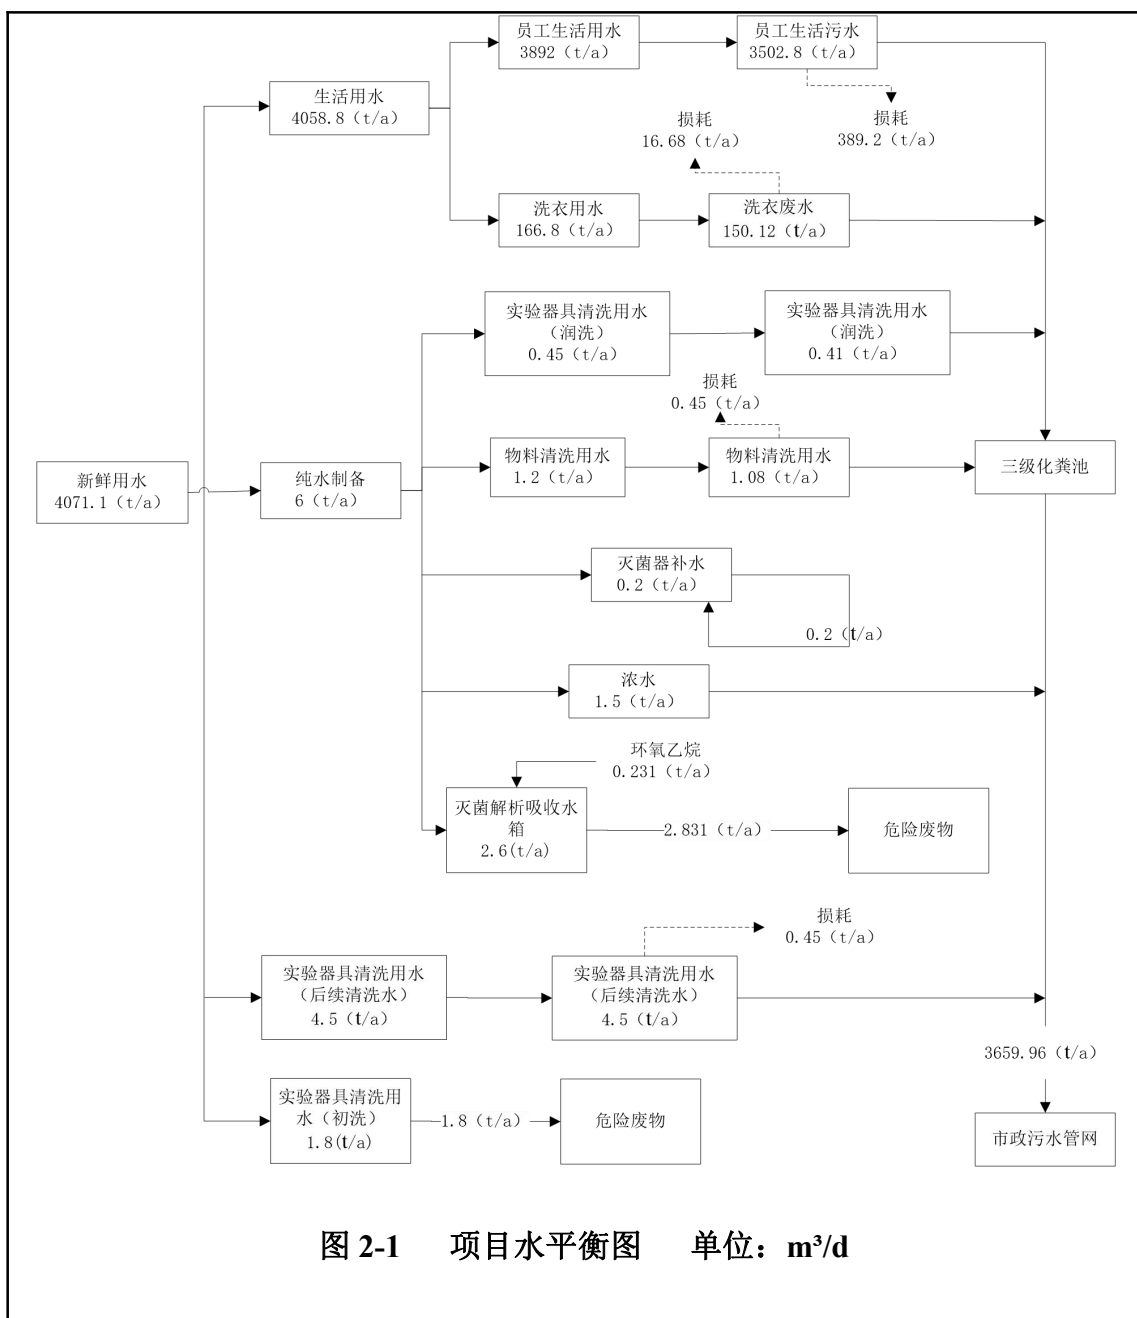 员工生活用水
3892（t/a）
员工生活污水
3502.8（t/a）
生活用水
4058.8（t/a）
损耗
16.68（t/a）
损耗
389.2（t/a）
洗衣用水
166.8（t/a）
洗衣废水
150.12（t/a）
实验器具清洗用水
（润洗）
0.45（t/a）
实验器具清洗用水
（润洗）
0.41（t/a）
损耗
0.45（t/a）
新鲜用水
4071.1（t/a）
纯水制备
6（t/a）
物料清洗用水
1.2（t/a）
物料清洗用水
1.08（t/a）
三级化粪池
灭菌器补水
0.2（t/a）
0.2（t/a）
浓水
1.5（t/a）
环氧乙烷
0.231（t/a）
灭菌解析吸收水
箱
2.6(t/a)
2.831（t/a）
危险废物
损耗
0.45（t/a）
实验器具清洗用水
（后续清洗水）
4.5（t/a）
实验器具清洗用水
（后续清洗水）
4.5（t/a）
3659.96（t/a）
实验器具清洗用
水（初洗）
1.8(t/a)
1.8（t/a）
危险废物
市政污水管网
图 2-1 项目水平衡图 单位：m³/d